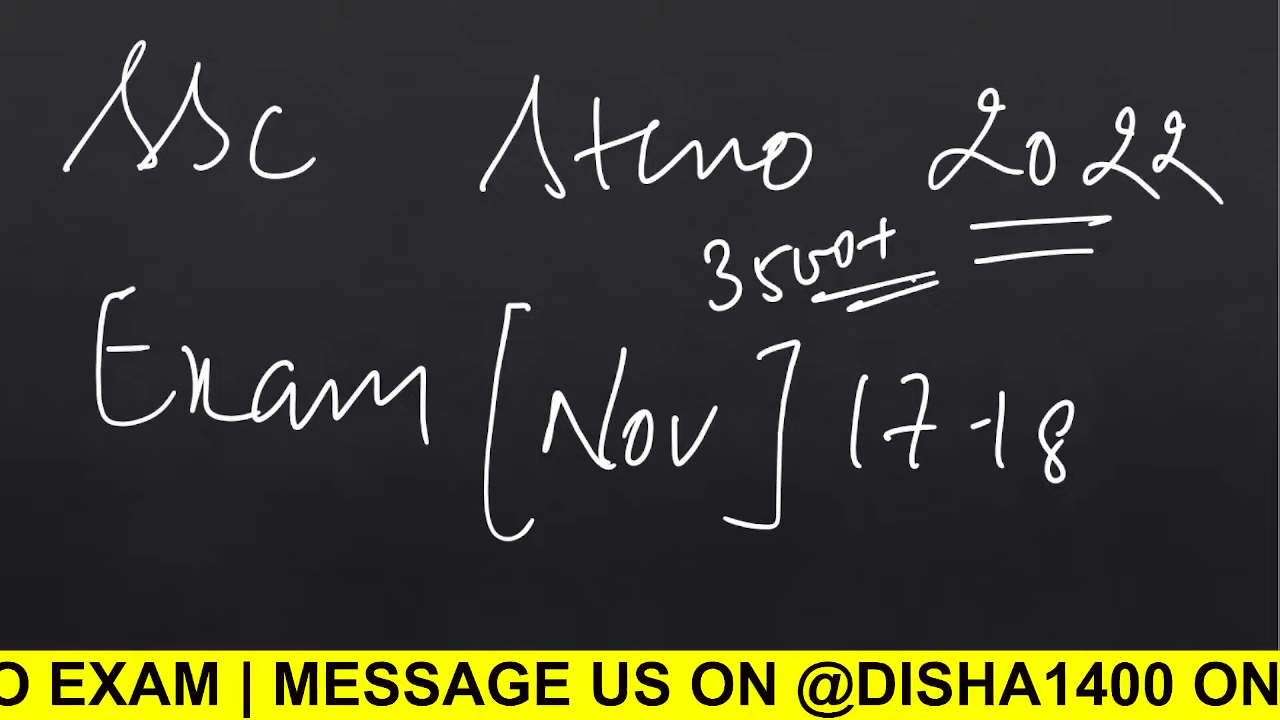 SSC Steno 2022
3500+
Exam [Nov] 17-18
O EXAM | MESSAGE US ON @DISHA1400 ON